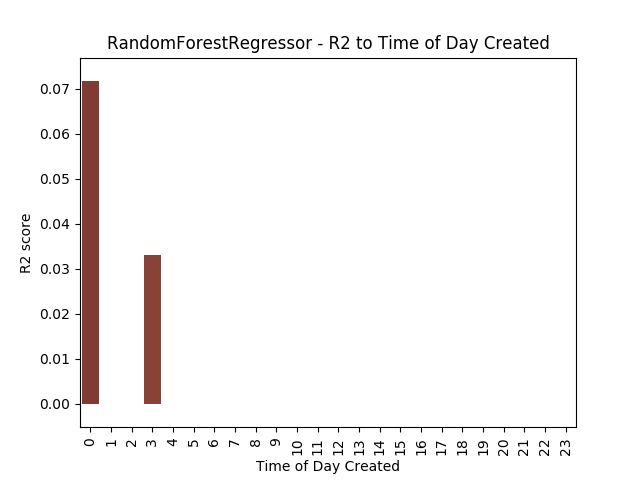 RandomForestRegressor - R2 to Time of Day Created
0.07
0.06
0.05
0.04
0.03
0.02
0.01
0.00
R2 score
0 1 2 3 4 5 6 7 8 9 10 11 12 13 14 15 16 17 18 19 20 21 22 23
Time of Day Created